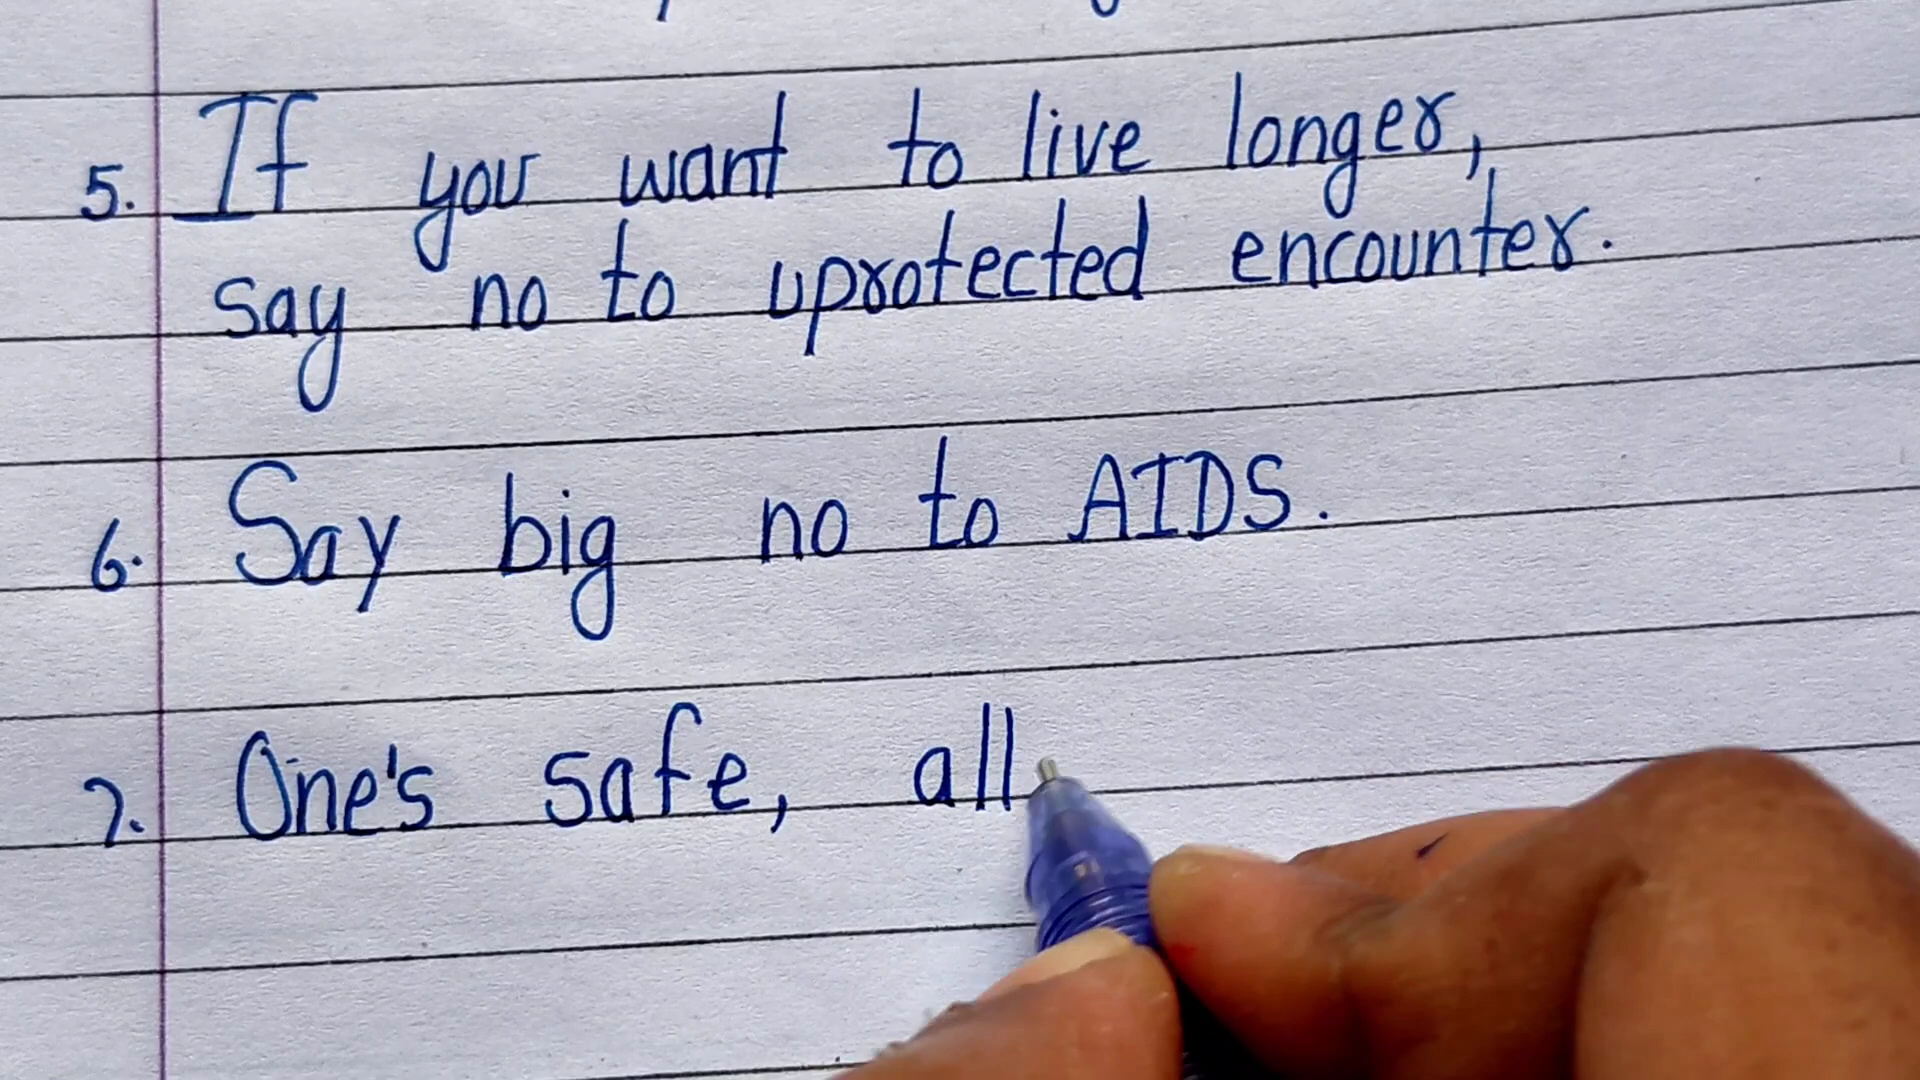 5. If you want to live longer,
say no to uprotected encounter.
6. Say big no to AIDS.
7. One's safe, all